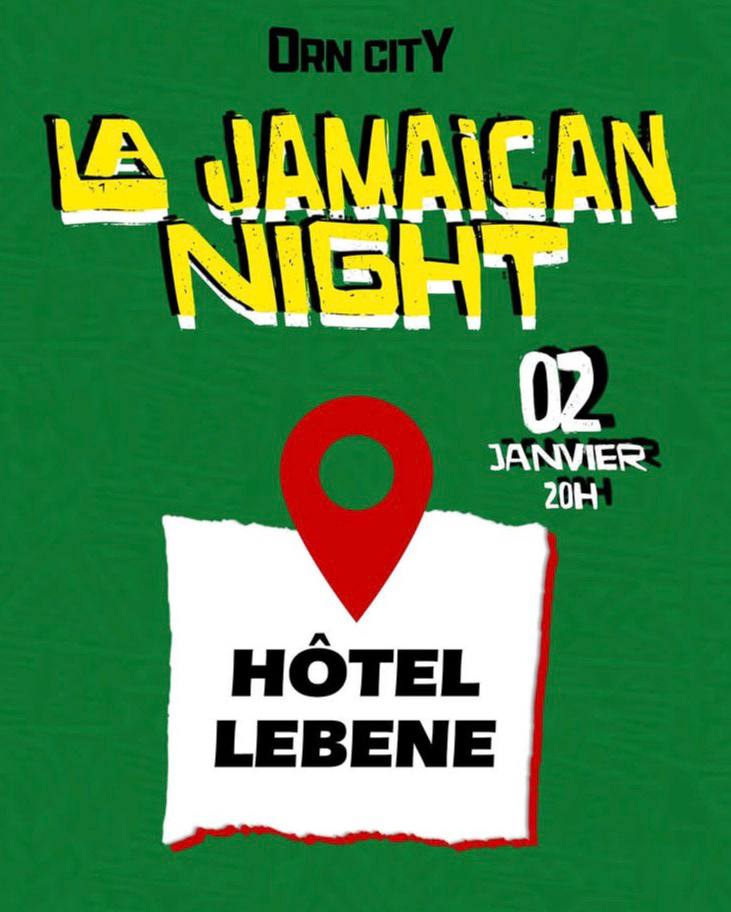 ORN CITY
LA JAMAiCAN
NIGHT
02
JANVIER
20H
HÔTEL
LEBENE